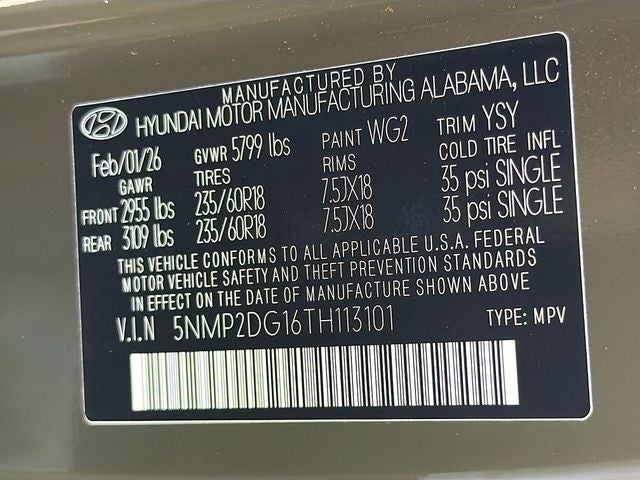 MANUFACTURED BY
HYUNDAI MOTOR MANUFACTURING ALABAMA, LLC
Feb/01/26 GVWR 5799 lbs PAINT WG2 TRIM YSY
GAWR TIRES RIMS COLD TIRE INFL
FRONT 2955 lbs 235/60R18 7.5JX18 35 psi SINGLE
REAR 3109 lbs 235/60R18 7.5JX18 35 psi SINGLE
THIS VEHICLE CONFORMS TO ALL APPLICABLE U.S.A. FEDERAL
MOTOR VEHICLE SAFETY AND THEFT PREVENTION STANDARDS
IN EFFECT ON THE DATE OF MANUFACTURE SHOWN ABOVE
V.I.N 5NMP2DG16TH113101 TYPE: MPV